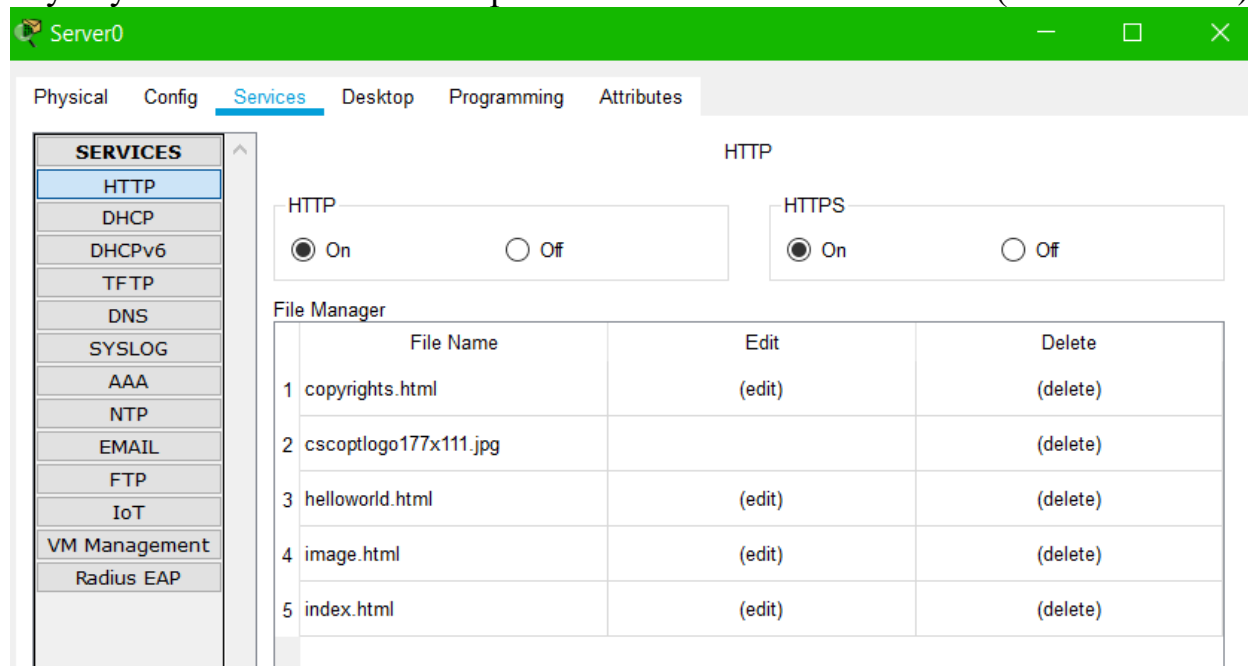 Server0
Physical Config Services Desktop Programming Attributes
SERVICES
HTTP
DHCP
DHCPv6
TFTP
DNS
SYSLOG
AAA
NTP
EMAIL
FTP
IoT
VM Management
Radius EAP
HTTP
HTTP
On Off
HTTPS
On Off
File Manager
File Name Edit Delete
1 copyrights.html (edit) (delete)
2 cscoptlogo177x111.jpg (delete)
3 helloworld.html (edit) (delete)
4 image.html (edit) (delete)
5 index.html (edit) (delete)